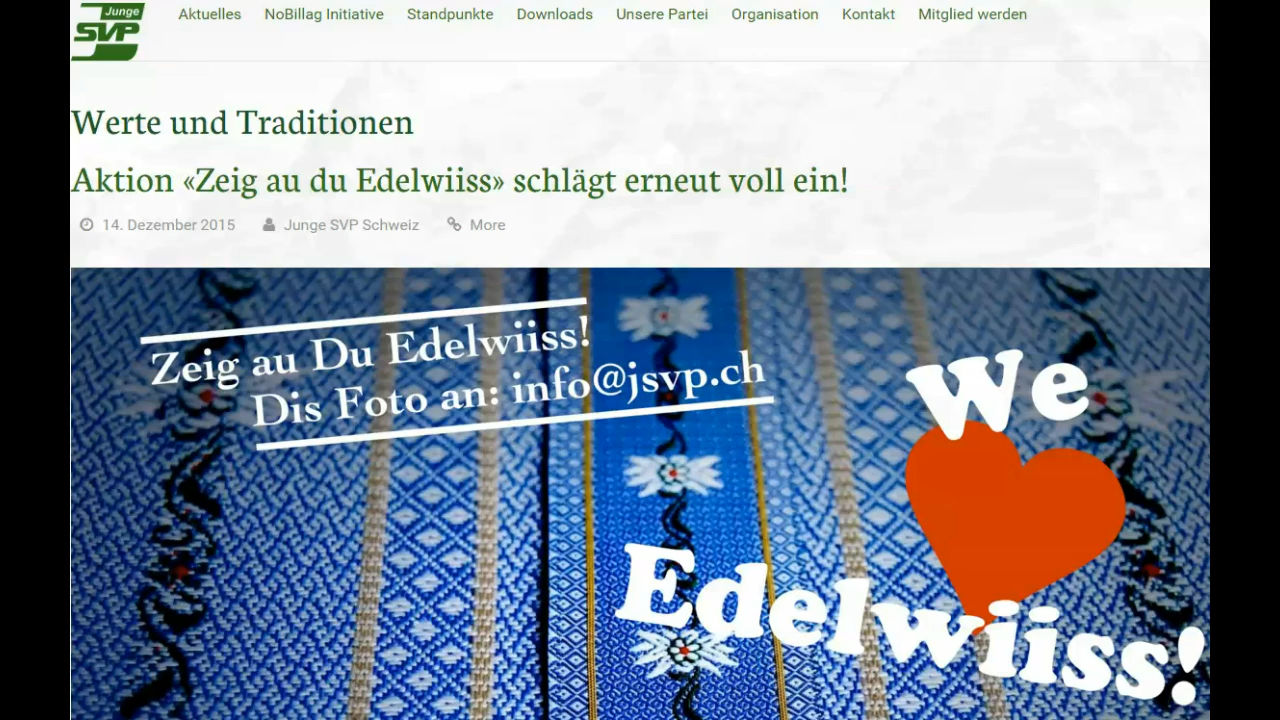 Junge
SVP
Aktuelles NoBillag Initiative Standpunkte Downloads Unsere Partei Organisation Kontakt Mitglied werden
Werte und Traditionen
Aktion «Zeig au du Edelwiiss» schlägt erneut voll ein!
14. Dezember 2015 Junge SVP Schweiz More
Zeig au Du Edelwiiss!
Dis Foto an: info@jsvp.ch
We
Edelwiiss!